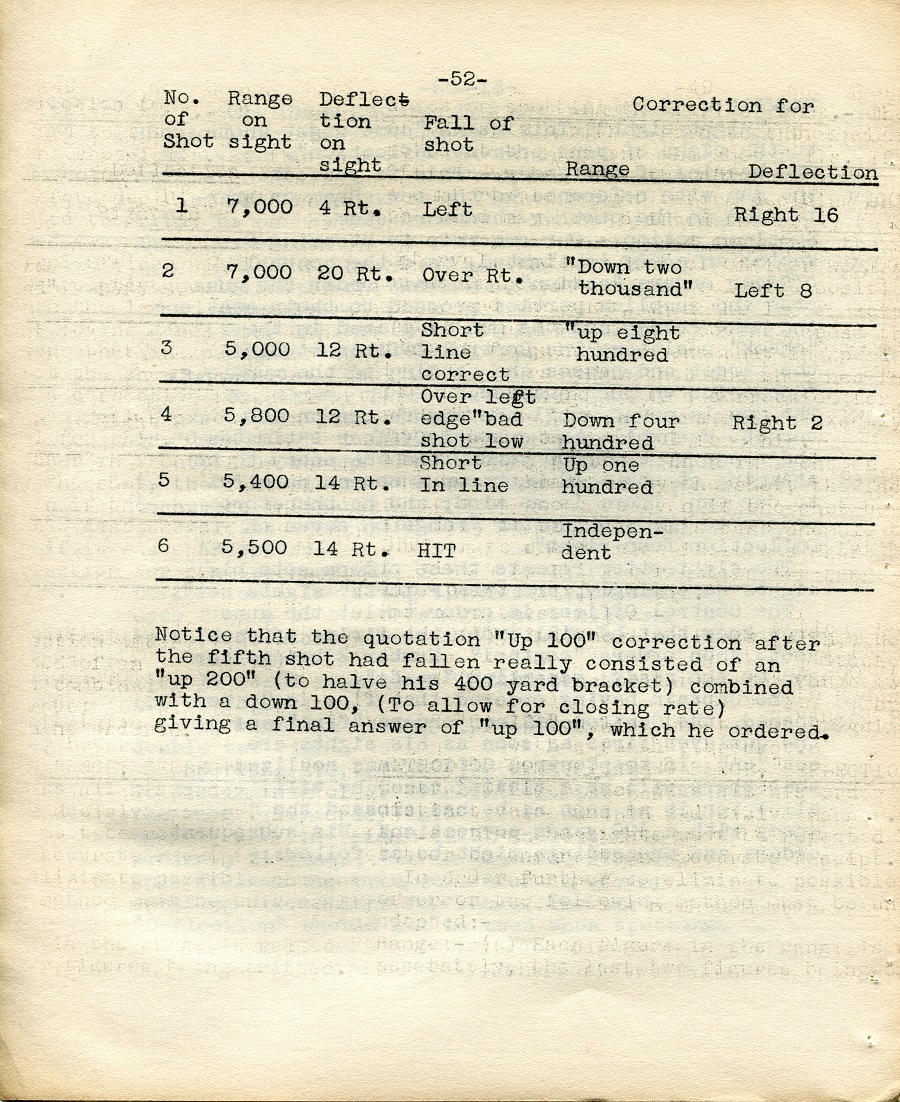 -52-
No. Range Deflect Correction for
of on tion Fall of
Shot sight on shot
sight Range Deflection
1 7,000 4 Rt. Left Right 16
2 7,000 20 Rt. Over Rt. "Down two
thousand" Left 8
Short "up eight
3 5,000 12 Rt. line hundred
correct
Over left
4 5,800 12 Rt. edge"bad Down four Right 2
shot low hundred
Short Up one
5 5,400 14 Rt. In line hundred
Indepen-
6 5,500 14 Rt. HIT dent
Notice that the quotation "Up 100" correction after
the fifth shot had fallen really consisted of an
"up 200" (to halve his 400 yard bracket) combined
with a down 100, (To allow for closing rate)
giving a final answer of "up 100", which he ordered.